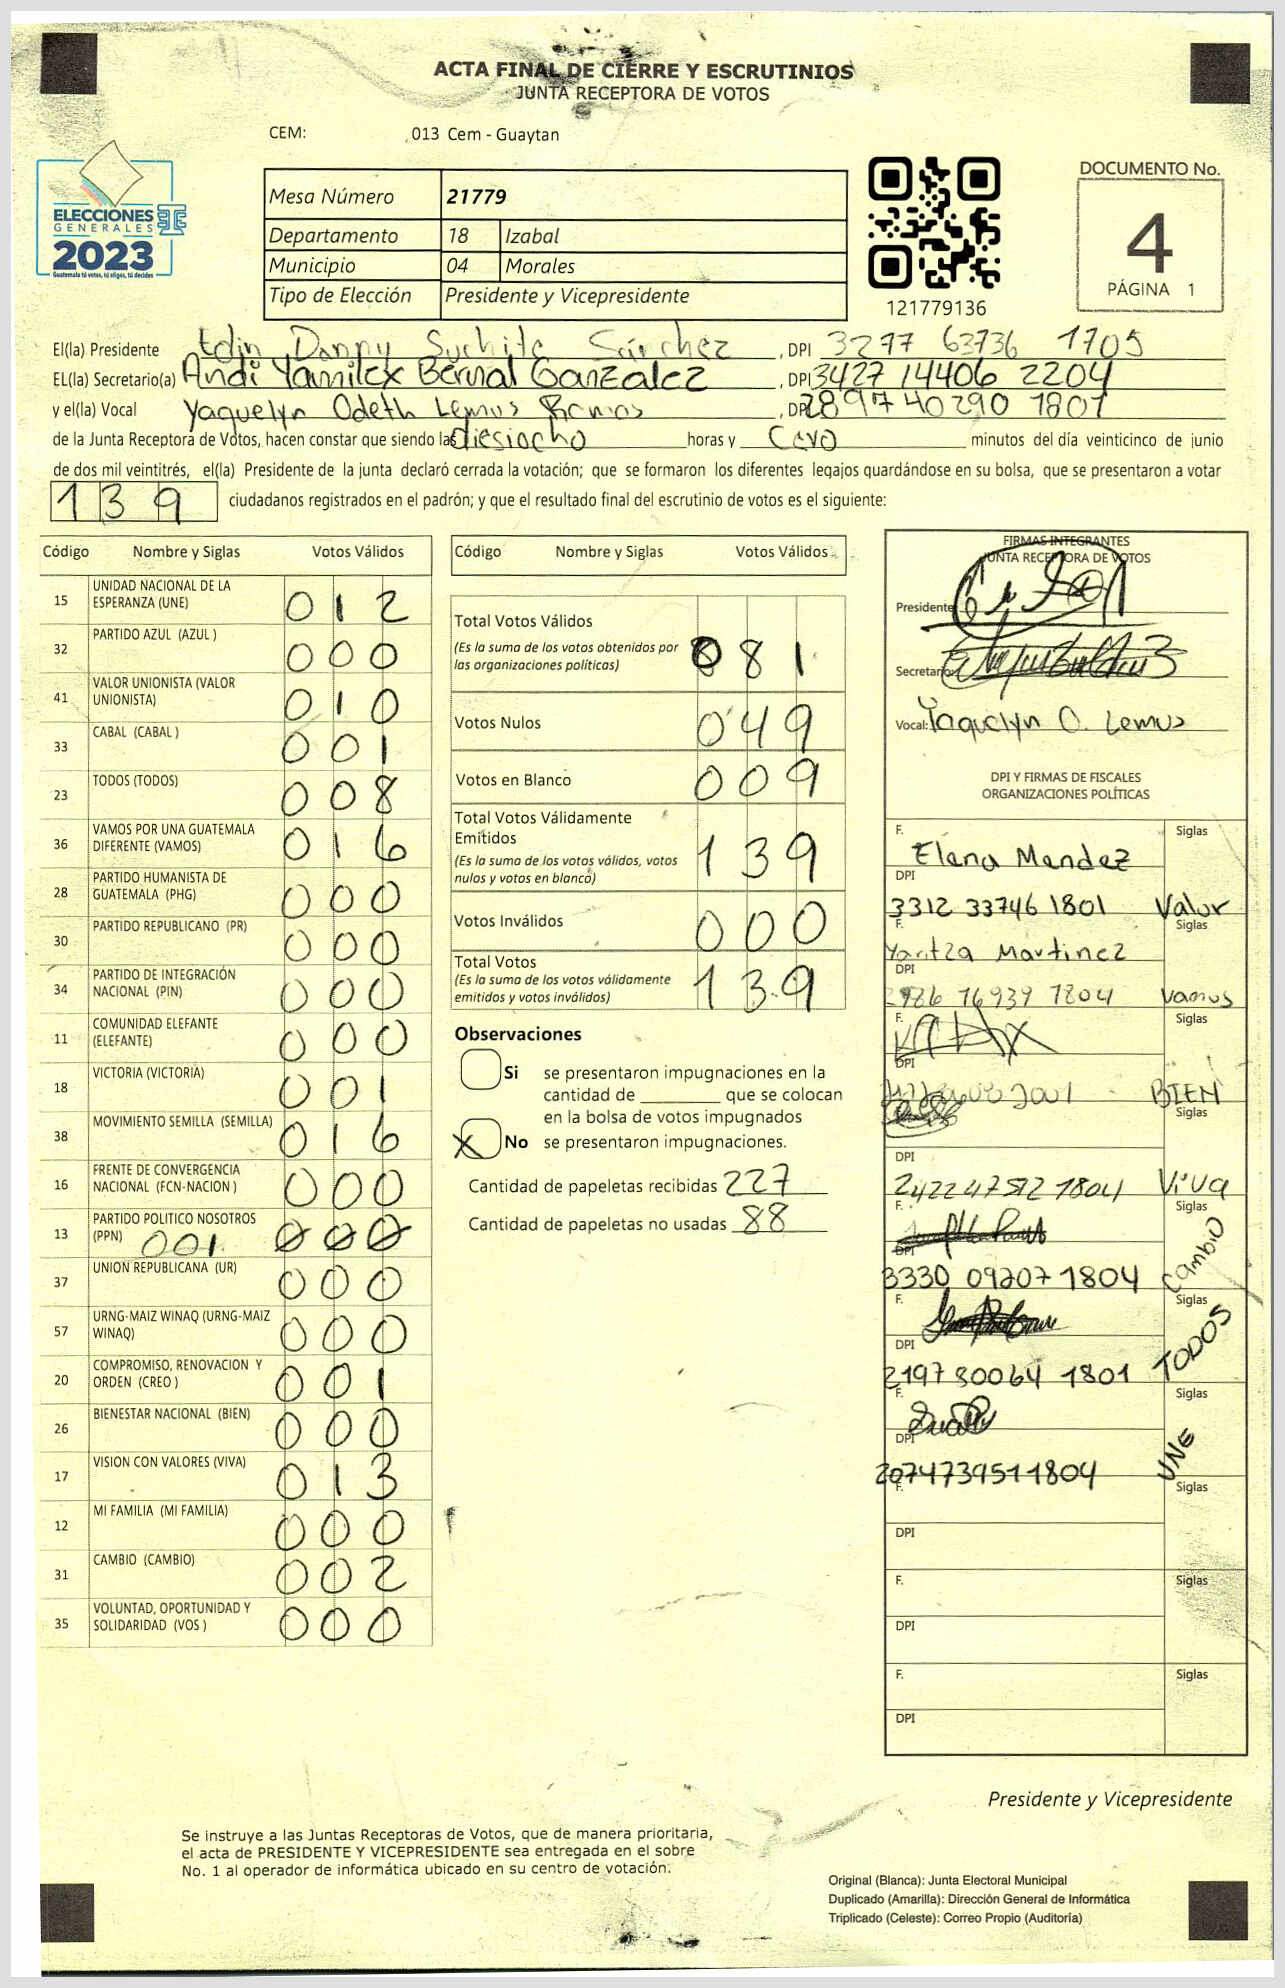 ACTA FINAL DE CIERRE Y ESCRUTINIOS
JUNTA RECEPTORA DE VOTOS
CEM: 013 Cem - Guaytan
ELECCIONES
GENERALES
2023
Guatemala tú votas, tú eliges, tú decides
Mesa Número 21779
Departamento 18 Izabal
Municipio 04 Morales
Tipo de Elección Presidente y Vicepresidente
121779136
DOCUMENTO No.
4
PÁGINA 1
El(la) Presidente Edin Danny Suchite Sánchez , DPI 3277 63736 1705
EL(la) Secretario(a) Andi Yamilex Bernal Gonzalez , DPI 3427 14406 2204
y el(la) Vocal Yaquelyn Odeth Lemus Ramos , DPI 2897 40290 1801
de la Junta Receptora de Votos, hacen constar que siendo las diesiocho horas y Cero minutos del día veinticinco de junio
de dos mil veintitrés, el(la) Presidente de la junta declaró cerrada la votación; que se formaron los diferentes legajos guardándose en su bolsa, que se presentaron a votar
139 ciudadanos registrados en el padrón; y que el resultado final del escrutinio de votos es el siguiente:
Código Nombre y Siglas Votos Válidos
15 UNIDAD NACIONAL DE LA ESPERANZA (UNE) 012
32 PARTIDO AZUL (AZUL ) 000
41 VALOR UNIONISTA (VALOR UNIONISTA) 010
33 CABAL (CABAL ) 001
23 TODOS (TODOS) 008
36 VAMOS POR UNA GUATEMALA DIFERENTE (VAMOS) 016
28 PARTIDO HUMANISTA DE GUATEMALA (PHG) 000
30 PARTIDO REPUBLICANO (PR) 000
34 PARTIDO DE INTEGRACIÓN NACIONAL (PIN) 000
11 COMUNIDAD ELEFANTE (ELEFANTE) 000
18 VICTORIA (VICTORIA) 001
38 MOVIMIENTO SEMILLA (SEMILLA) 016
16 FRENTE DE CONVERGENCIA NACIONAL (FCN-NACION ) 000
13 PARTIDO POLITICO NOSOTROS (PPN) 001 000
37 UNION REPUBLICANA (UR) 000
57 URNG-MAIZ WINAQ (URNG-MAIZ WINAQ) 000
20 COMPROMISO, RENOVACION Y ORDEN (CREO ) 001
26 BIENESTAR NACIONAL (BIEN) 000
17 VISION CON VALORES (VIVA) 013
12 MI FAMILIA (MI FAMILIA) 000
31 CAMBIO (CAMBIO) 002
35 VOLUNTAD, OPORTUNIDAD Y SOLIDARIDAD (VOS ) 000
Código Nombre y Siglas Votos Válidos
Total Votos Válidos
(Es la suma de los votos obtenidos por
las organizaciones políticas) 081
Votos Nulos 049
Votos en Blanco 009
Total Votos Válidamente
Emitidos
(Es la suma de los votos válidos, votos
nulos y votos en blanco) 139
Votos Inválidos 000
Total Votos
(Es la suma de los votos válidamente
emitidos y votos inválidos) 139
Observaciones
Si se presentaron impugnaciones en la
cantidad de ________ que se colocan
en la bolsa de votos impugnados
X No se presentaron impugnaciones.
Cantidad de papeletas recibidas 227
Cantidad de papeletas no usadas 88
FIRMAS INTEGRANTES
JUNTA RECEPTORA DE VOTOS
Presidente
Secretario
Vocal: Yaquelyn O. Lemus
DPI Y FIRMAS DE FISCALES
ORGANIZACIONES POLÍTICAS
F. Elena Mendez Siglas
DPI
3312 33746 1801 Valor
F. Yaritza Martinez Siglas
DPI
2986 16939 1804 Vamos
F. Siglas
DPI
2001 BIEN
Siglas
DPI
2422 47512 1804 Viva
F. Siglas
DPI
3330 09207 1804 CAMBIO
F. Siglas
DPI
2197 80064 1801 TODOS
F. Siglas
DPI
2074739511804 UNE
F. Siglas
DPI
F. Siglas
DPI
F. Siglas
DPI
Presidente y Vicepresidente
Se instruye a las Juntas Receptoras de Votos, que de manera prioritaria,
el acta de PRESIDENTE Y VICEPRESIDENTE sea entregada en el sobre
No. 1 al operador de informática ubicado en su centro de votación.
Original (Blanca): Junta Electoral Municipal
Duplicado (Amarilla): Dirección General de Informática
Triplicado (Celeste): Correo Propio (Auditoría)